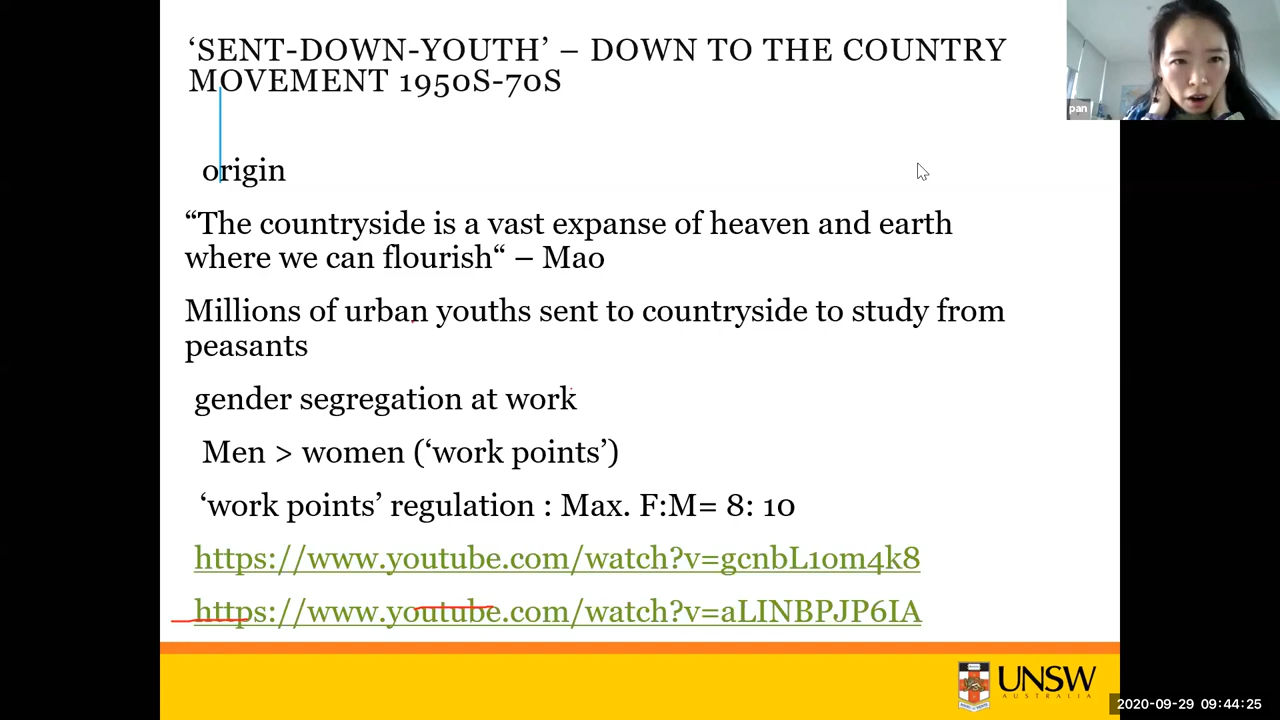 ‘SENT-DOWN-YOUTH’ – DOWN TO THE COUNTRY
MOVEMENT 1950S-70S
pan
origin
“The countryside is a vast expanse of heaven and earth
where we can flourish“ – Mao
Millions of urban youths sent to countryside to study from
peasants
gender segregation at work
Men > women (‘work points’)
‘work points’ regulation : Max. F:M= 8: 10
https://www.youtube.com/watch?v=gcnbL1om4k8
https://www.youtube.com/watch?v=aLINBPJP6IA
UNSW
AUSTRALIA
2020-09-29 09:44:25